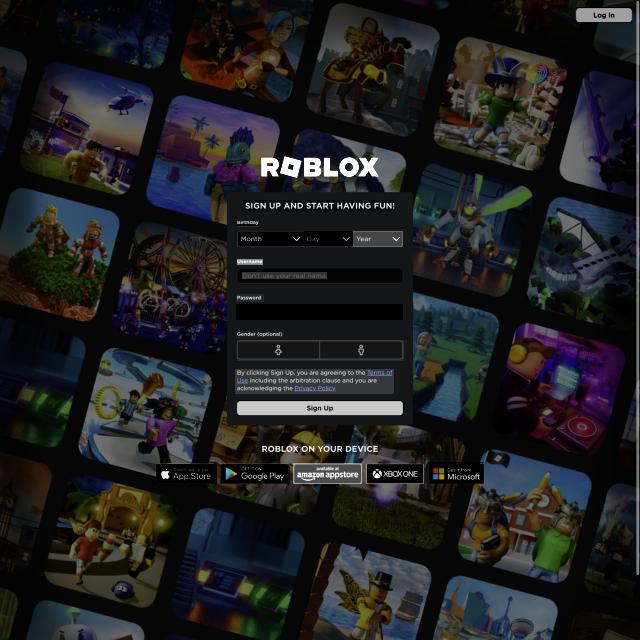 Log In
ROBLOX
SIGN UP AND START HAVING FUN!
Birthday
Month Day Year
Username
Don't use your real name
Password
Gender (optional)
By clicking Sign Up, you are agreeing to the Terms of
Use including the arbitration clause and you are
acknowledging the Privacy Policy
Sign Up
ROBLOX ON YOUR DEVICE
App Store
GET IT ON
Google Play
available at
amazon appstore
XBOX ONE
Get it from
Microsoft